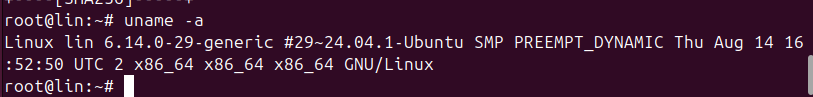 root@lin:~# uname -a
Linux lin 6.14.0-29-generic #29~24.04.1-Ubuntu SMP PREEMPT_DYNAMIC Thu Aug 14 16
:52:50 UTC 2 x86_64 x86_64 x86_64 GNU/Linux
root@lin:~#